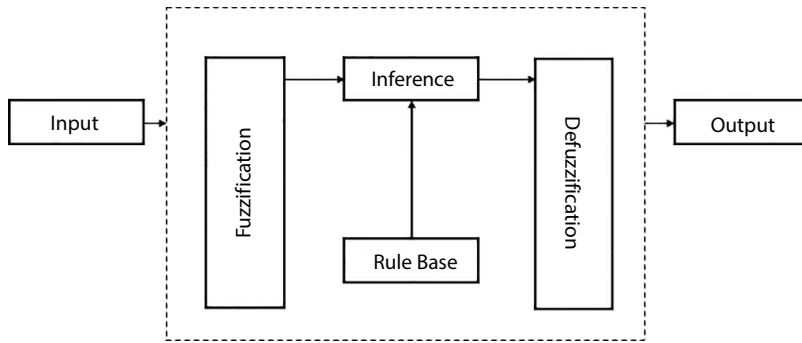 Input
Fuzzification
Inference
Rule Base
Defuzzification
Output